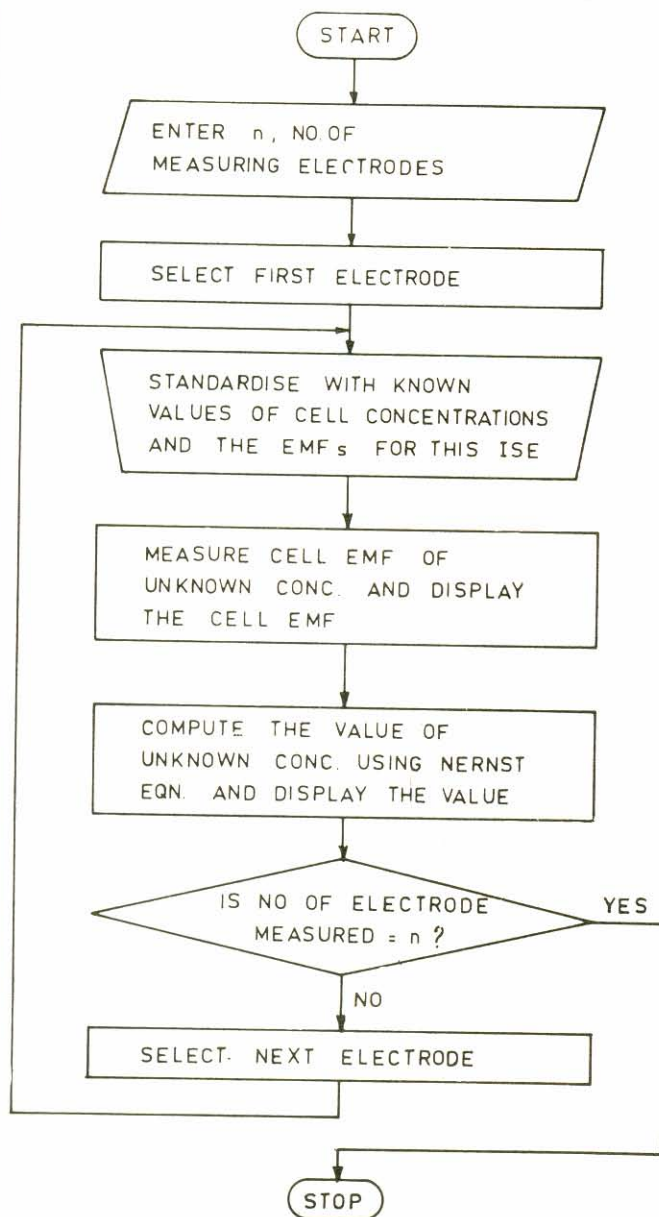 START
ENTER n, NO. OF
MEASURING ELECTRODES
SELECT FIRST ELECTRODE
STANDARDISE WITH KNOWN
VALUES OF CELL CONCENTRATIONS
AND THE EMFs FOR THIS ISE
MEASURE CELL EMF OF
UNKNOWN CONC. AND DISPLAY
THE CELL EMF
COMPUTE THE VALUE OF
UNKNOWN CONC. USING NERNST
EQN. AND DISPLAY THE VALUE
IS NO OF ELECTRODE
MEASURED = n ?
YES
NO
SELECT. NEXT ELECTRODE
STOP